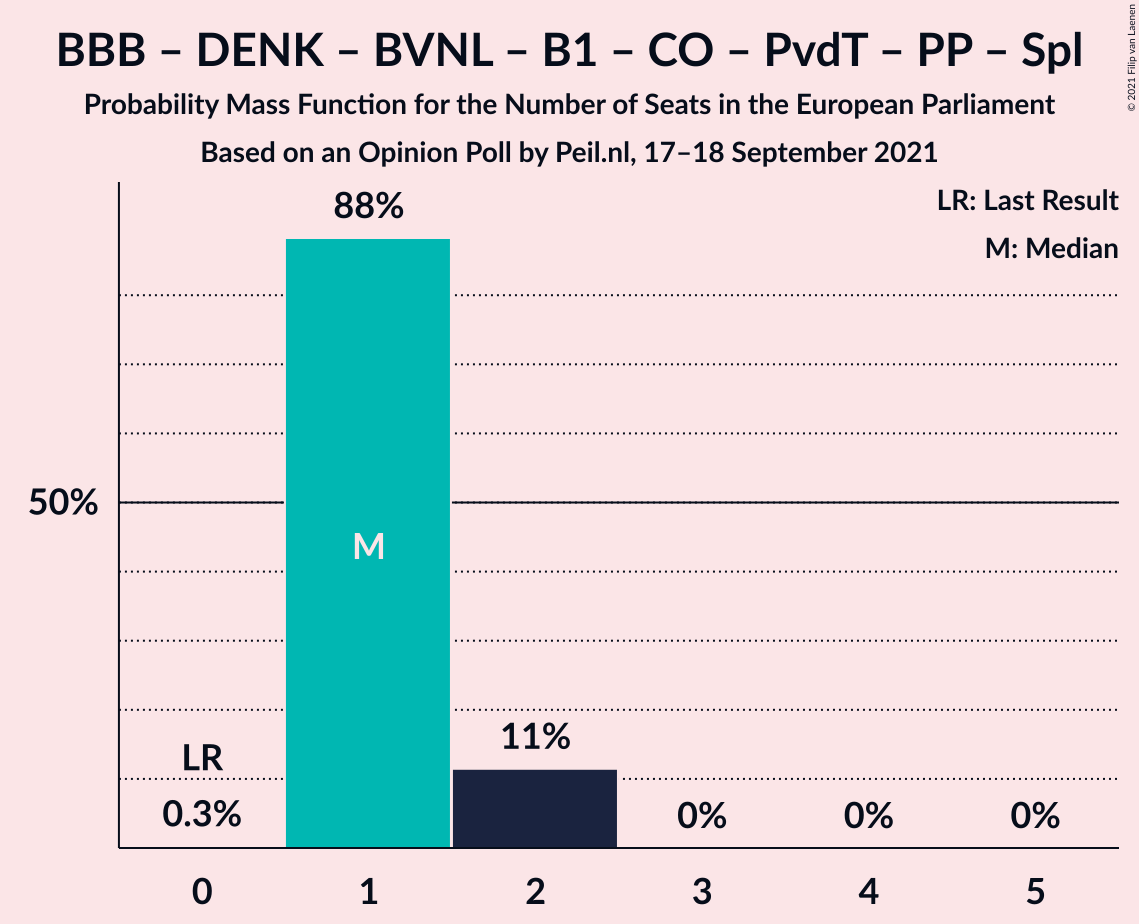 BBB – DENK – BVNL – B1 – CO – PvdT – PP – Spl
Probability Mass Function for the Number of Seats in the European Parliament
Based on an Opinion Poll by Peil.nl, 17–18 September 2021
© 2021 Filip van Laenen
LR: Last Result
M: Median
88%
50%
M
11%
LR
0.3%
0%
0%
0%
0
1
2
3
4
5